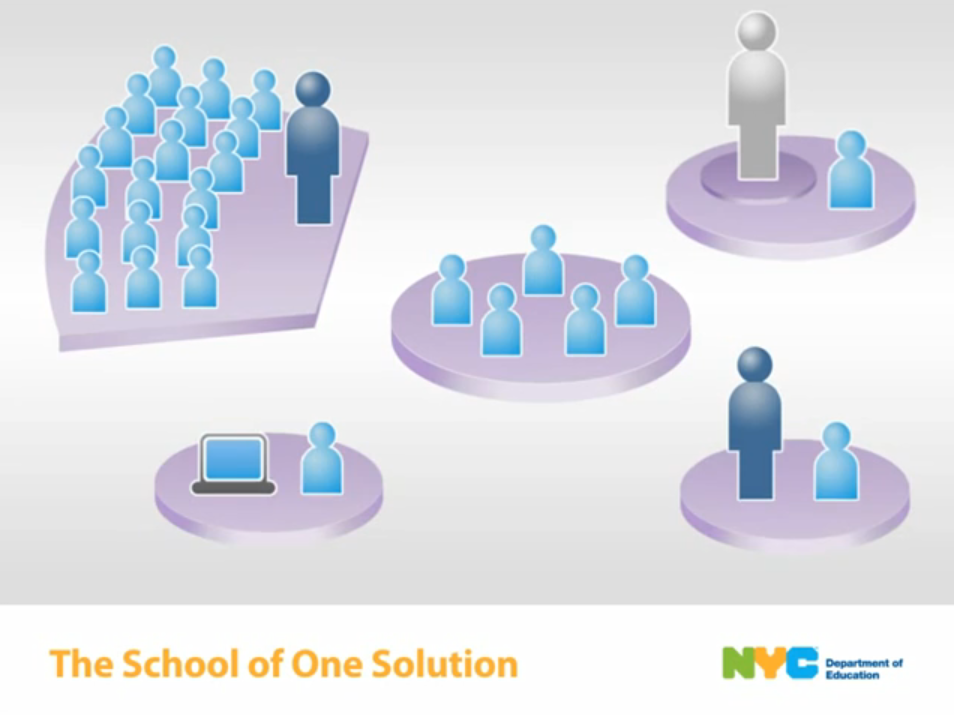 The School of One Solution
NYC
Department of
Education